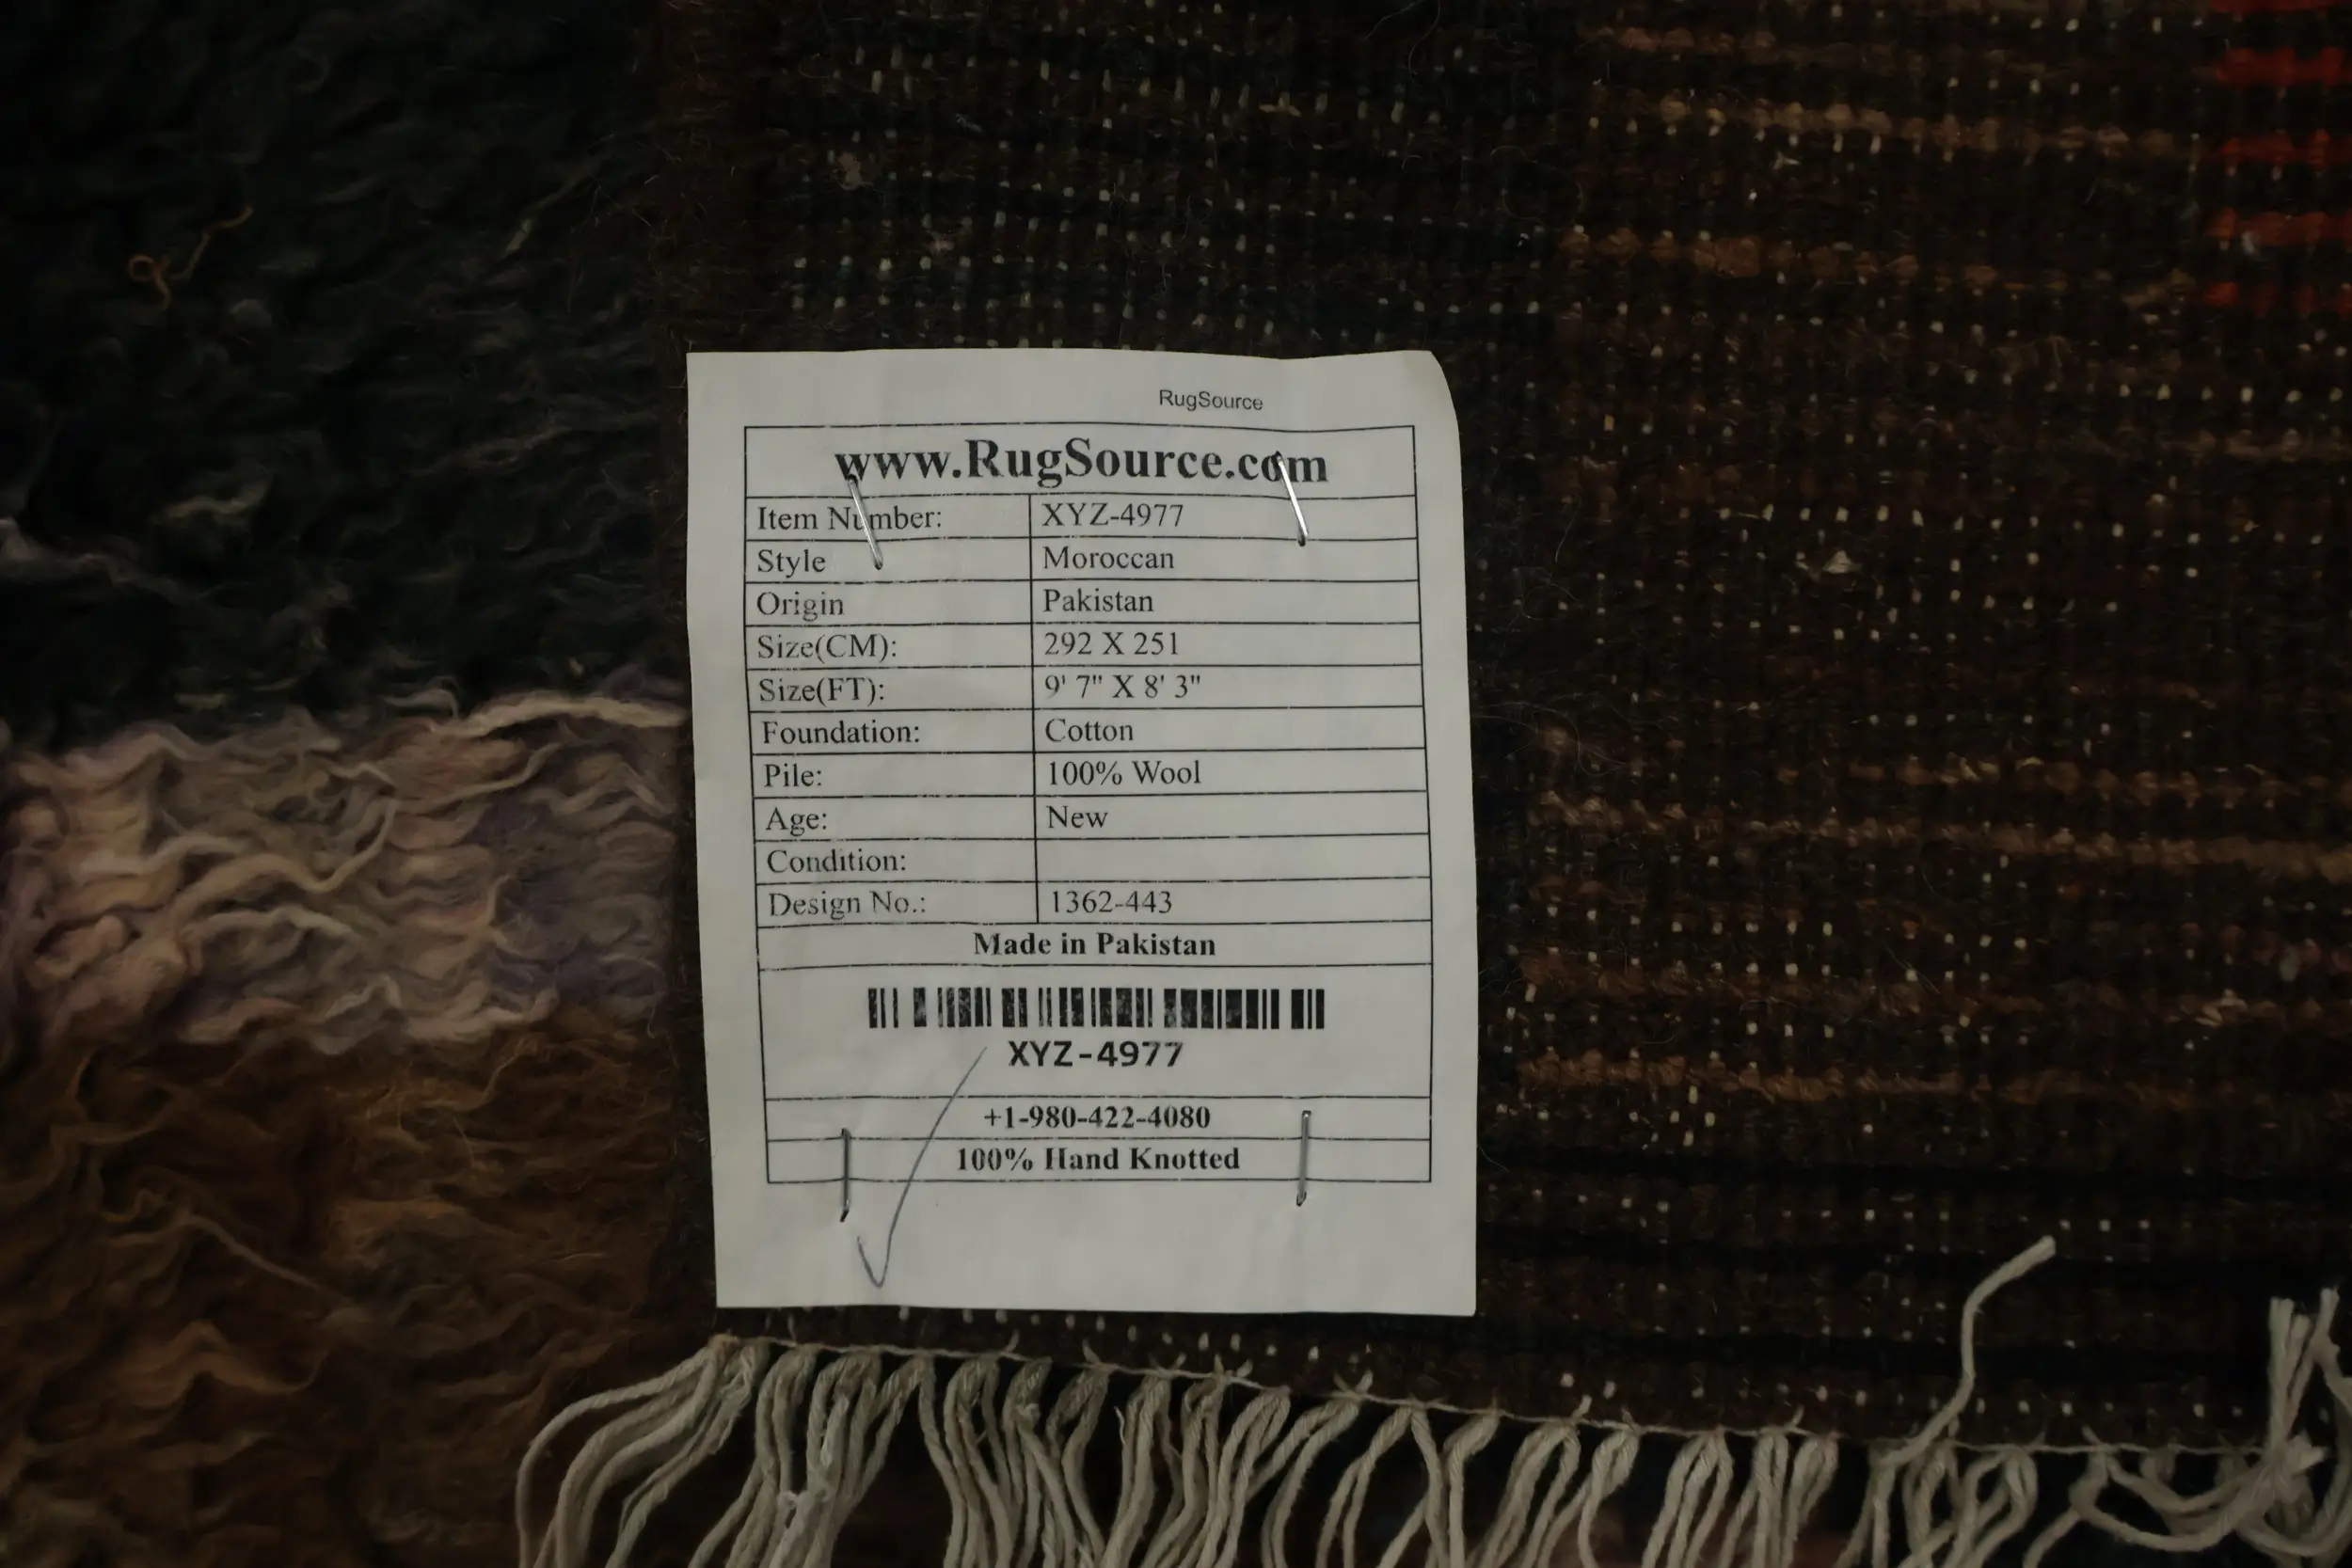 RugSource
www.RugSource.com
Item Number: XYZ-4977
Style Moroccan
Origin Pakistan
Size(CM): 292 X 251
Size(FT): 9' 7" X 8' 3"
Foundation: Cotton
Pile: 100% Wool
Age: New
Condition:
Design No.: 1362-443
Made in Pakistan
XYZ-4977
+1-980-422-4080
100% Hand Knotted